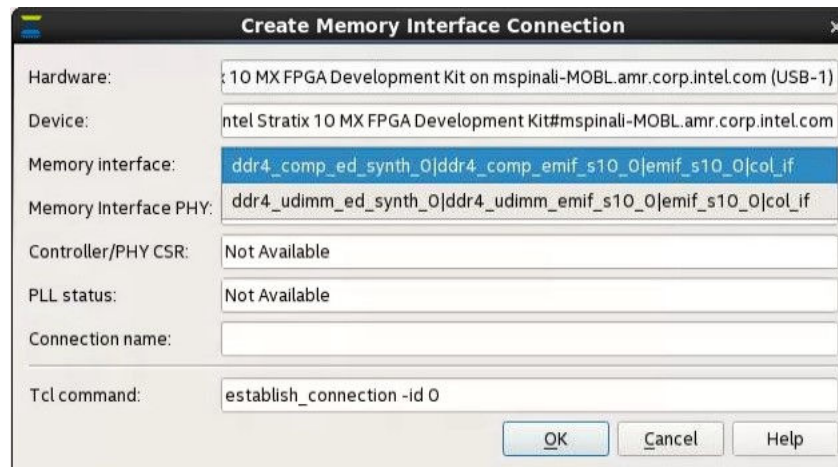 Create Memory Interface Connection
Hardware: 10 MX FPGA Development Kit on mspinali-MOBL.amr.corp.intel.com (USB-1)
Device: ntel Stratix 10 MX FPGA Development Kit#mspinali-MOBL.amr.corp.intel.com
Memory interface: ddr4_comp_ed_synth_0|ddr4_comp_emif_s10_0|emif_s10_0|col_if
Memory Interface PHY: ddr4_udimm_ed_synth_0|ddr4_udimm_emif_s10_0|emif_s10_0|col_if
Controller/PHY CSR: Not Available
PLL status: Not Available
Connection name:
Tcl command: establish_connection -id 0
OK Cancel Help